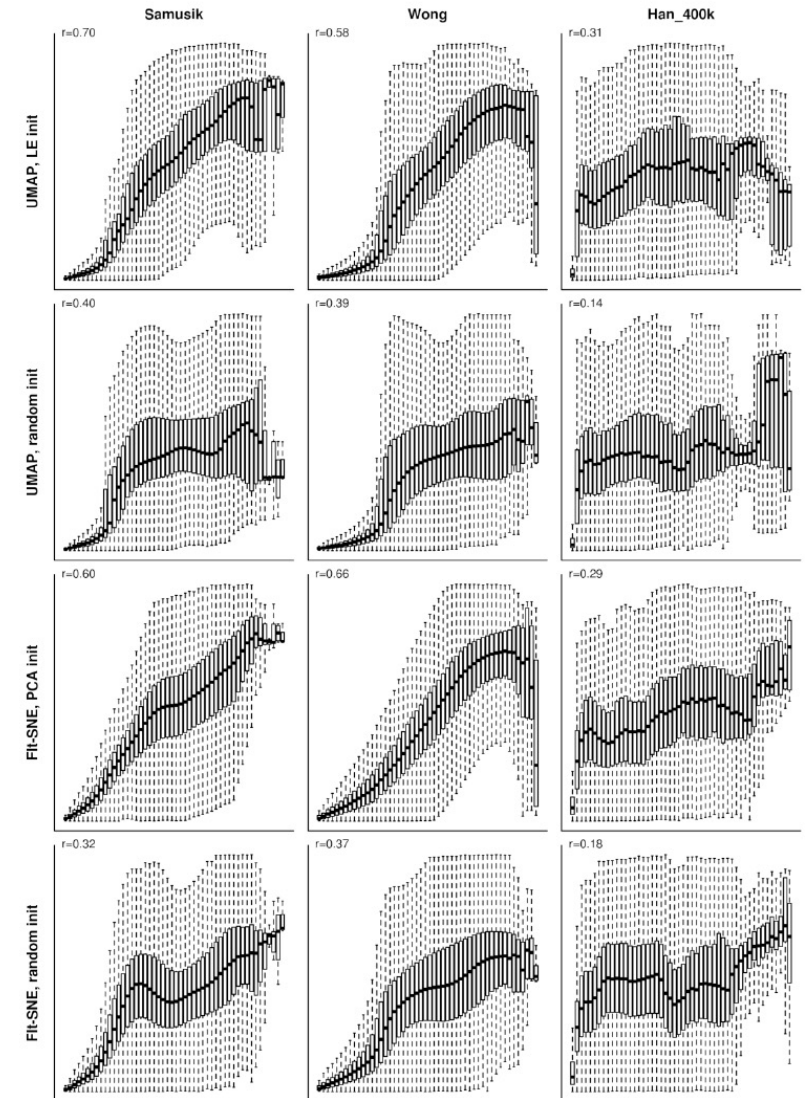 Samusik Wong Han_400k
UMAP, LE init
r=0.70 r=0.58 r=0.31
UMAP, random init
r=0.40 r=0.39 r=0.14
FIt-SNE, PCA init
r=0.60 r=0.66 r=0.29
FIt-SNE, random init
r=0.32 r=0.37 r=0.18